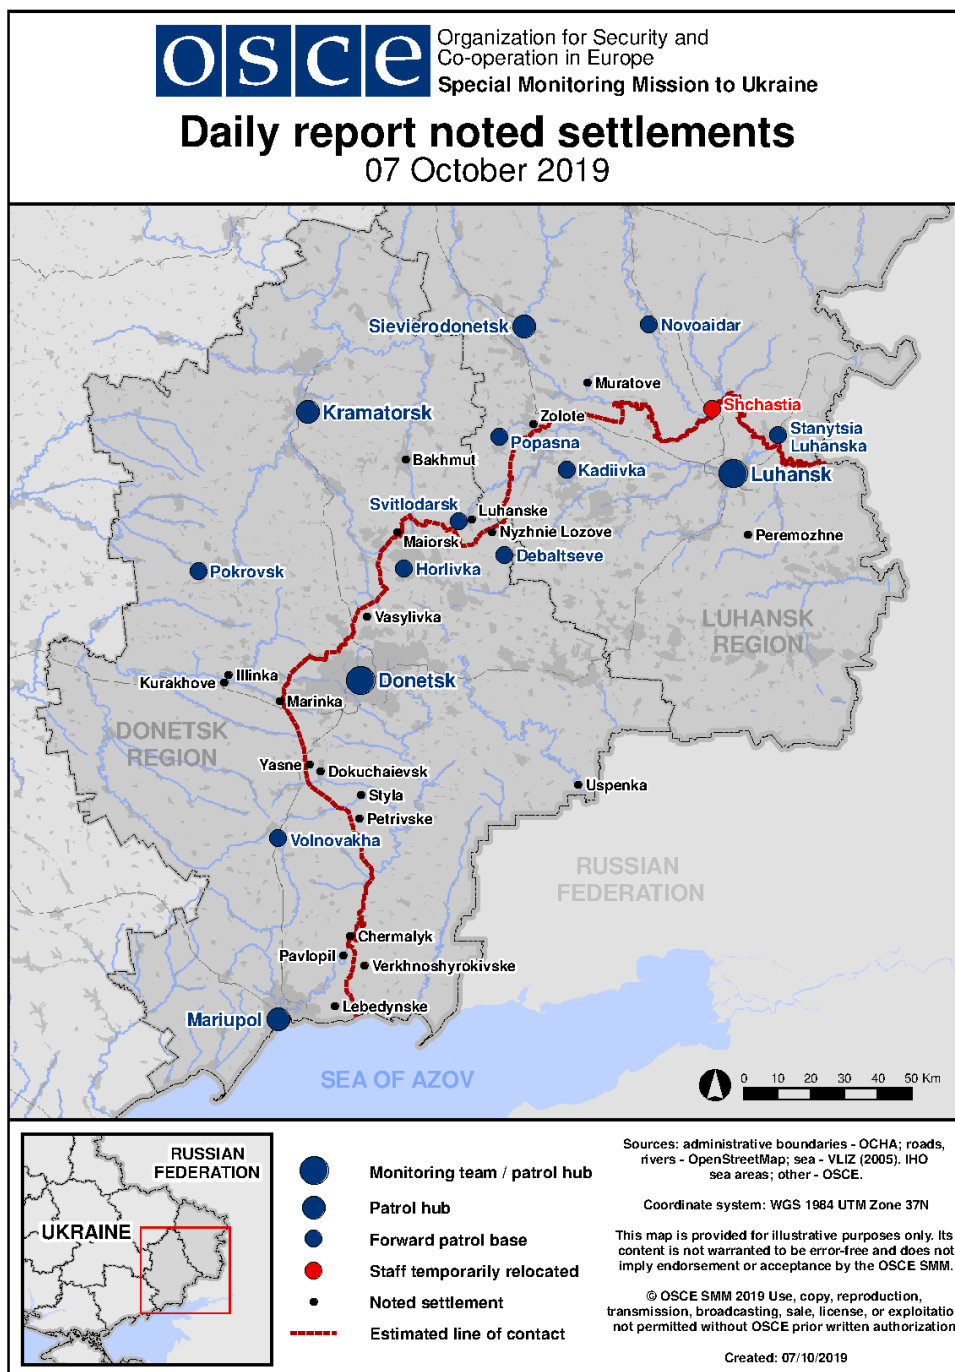 osce
Organization for Security and
Co-operation in Europe
Special Monitoring Mission to Ukraine
Daily report noted settlements
07 October 2019
Sievierodonetsk
Novoaidar
Muratove
Shchastia
Kramatorsk
Zolote
Stanytsia
Luhanska
Popasna
Bakhmut
Kadiivka
Luhansk
Svitlodarsk
Luhanske
Maiorsk
Nyzhnie Lozove
Peremozhne
Debaltseve
Pokrovsk
Horlivka
Vasylivka
LUHANSK
REGION
Illinka
Kurakhove
Donetsk
Marinka
DONETSK
REGION
Yasne
Dokuchaievsk
Styla
Uspenka
Petrivske
Volnovakha
RUSSIAN
FEDERATION
Chermalyk
Pavlopil
Verkhnoshyrokivske
Lebedynske
Mariupol
SEA OF AZOV
0 10 20 30 40 50 Km
RUSSIAN
FEDERATION
UKRAINE
Monitoring team / patrol hub
Patrol hub
Forward patrol base
Staff temporarily relocated
Noted settlement
Estimated line of contact
Sources: administrative boundaries - OCHA; roads,
rivers - OpenStreetMap; sea - VLIZ (2005). IHO
sea areas; other - OSCE.
Coordinate system: WGS 1984 UTM Zone 37N
This map is provided for illustrative purposes only. Its
content is not warranted to be error-free and does not
imply endorsement or acceptance by the OSCE SMM.
© OSCE SMM 2019 Use, copy, reproduction,
transmission, broadcasting, sale, license, or exploitatio
not permitted without OSCE prior written authorization
Created: 07/10/2019